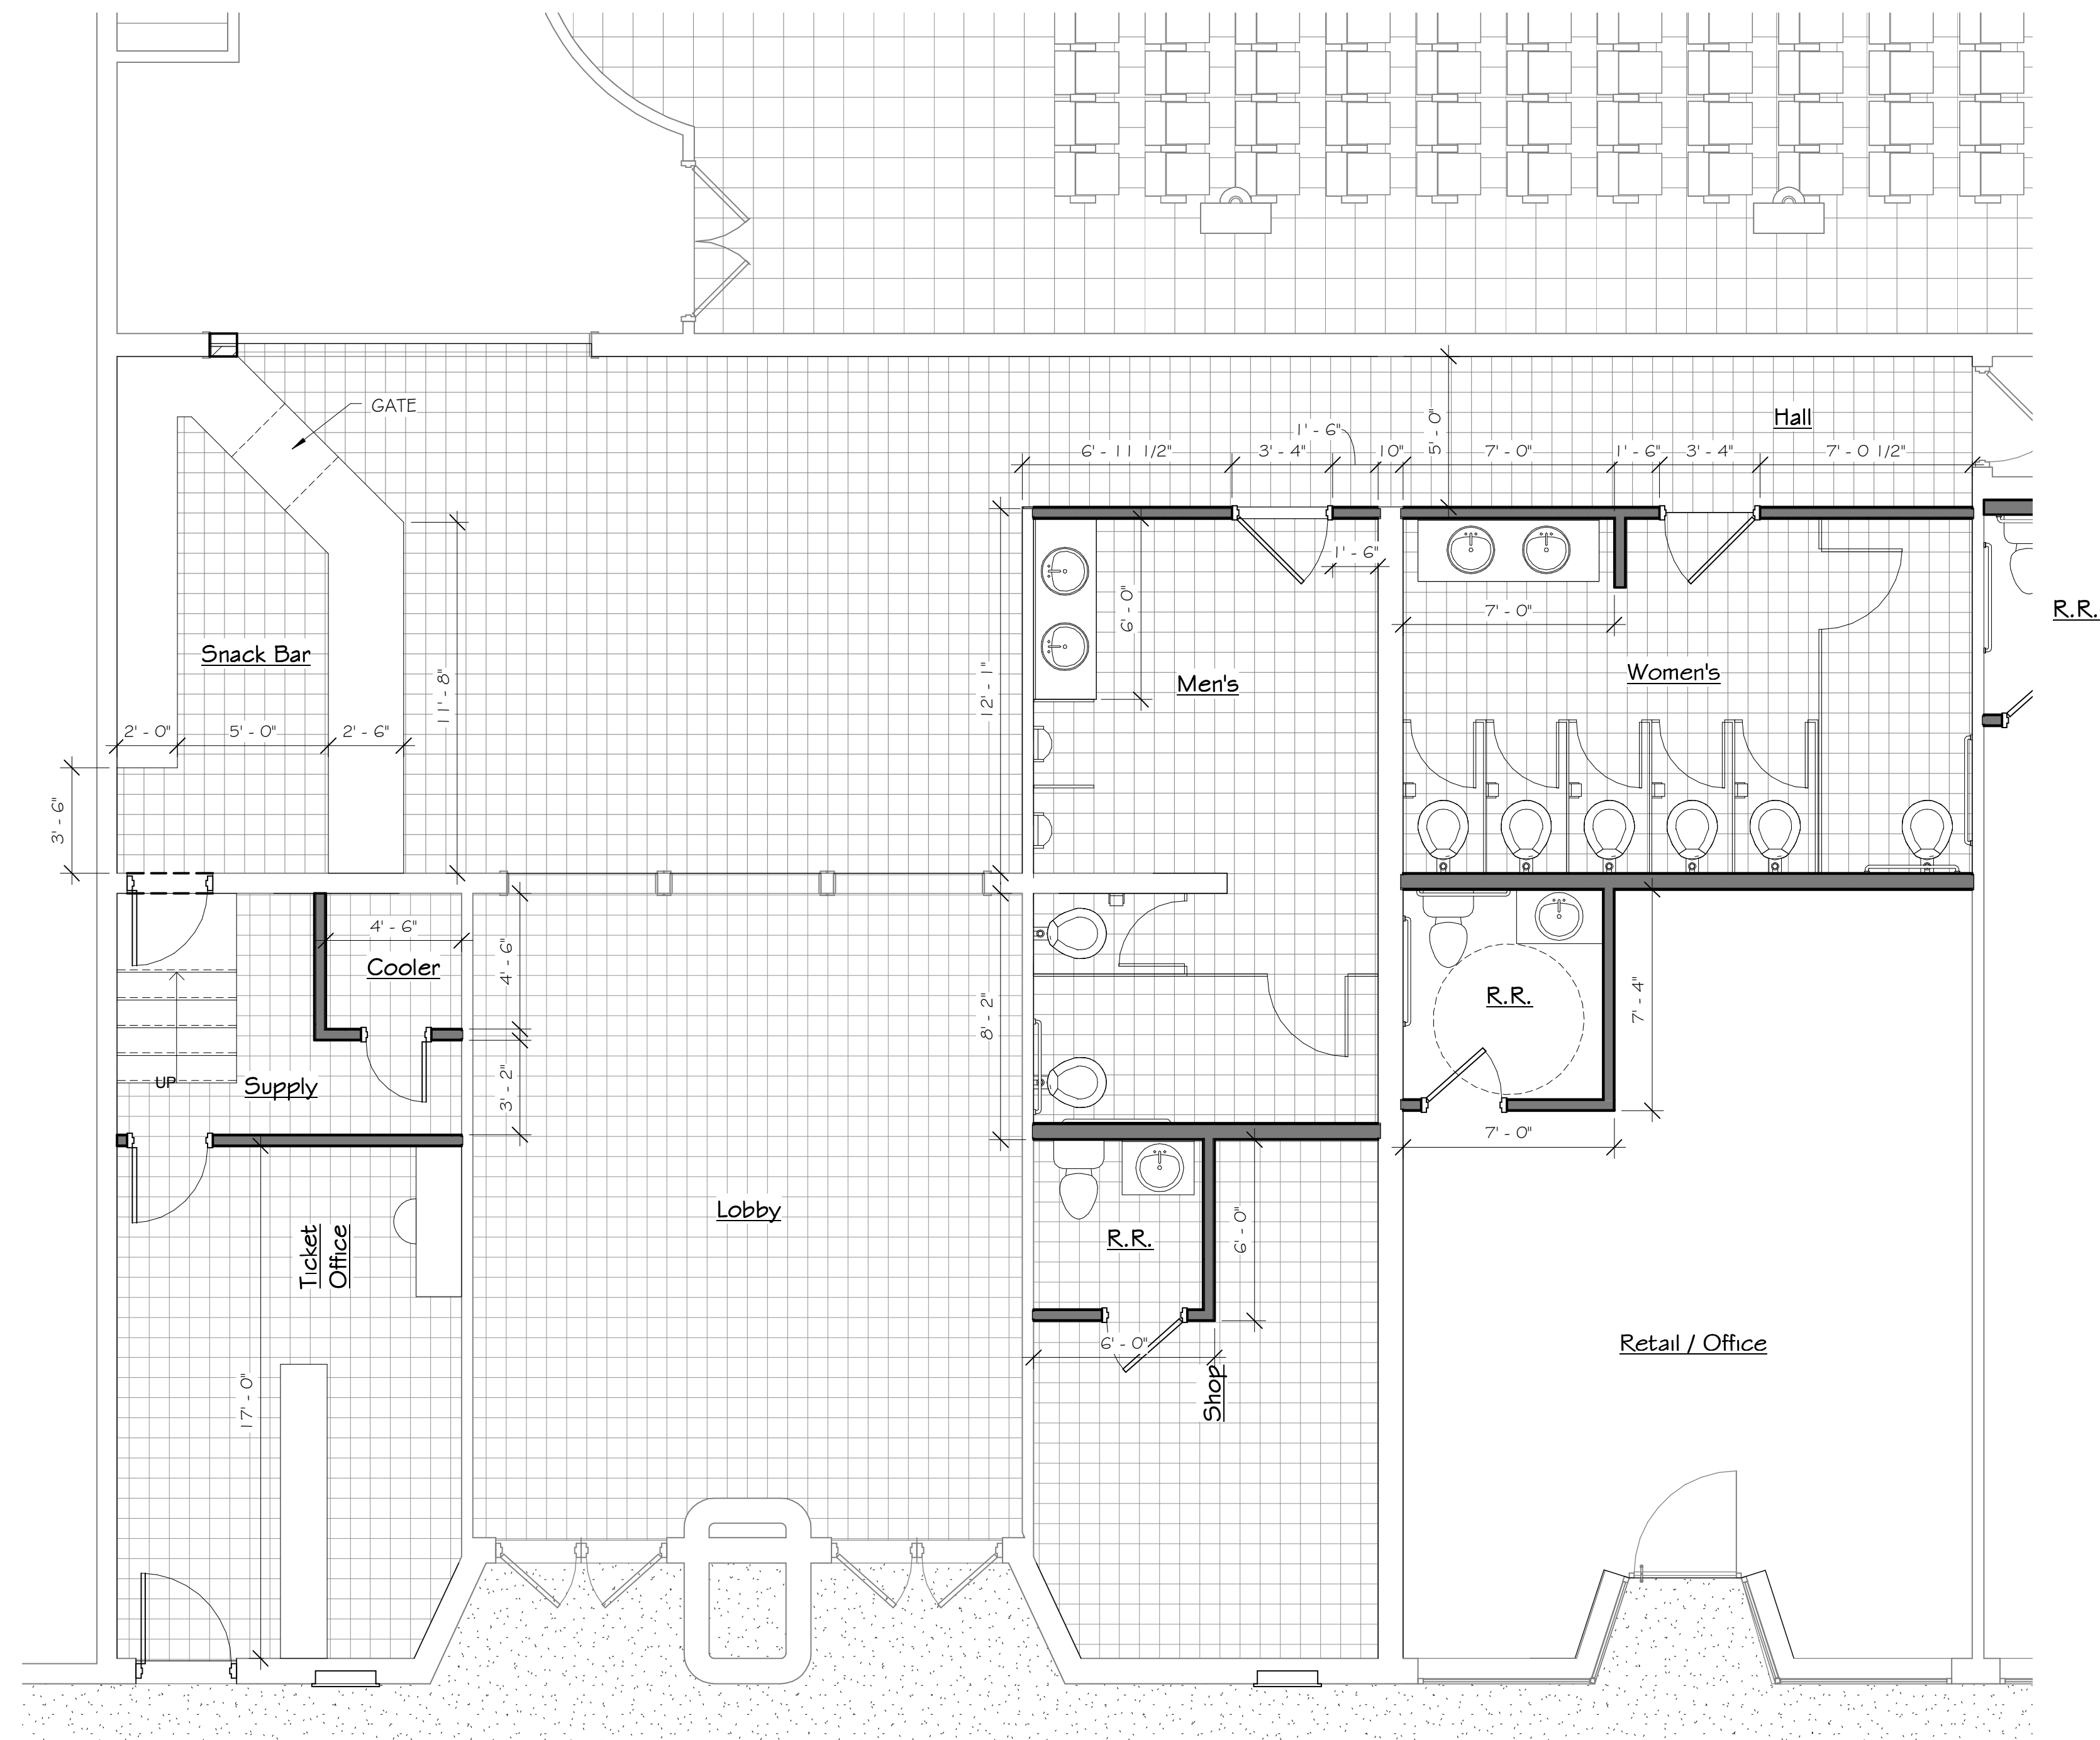 GATE
Hall
1' - 6"
5' - 0"
6' - 11 1/2"
3' - 4"
10"
7' - 0"
1' - 6"
3' - 4"
7' - 0 1/2"
1' - 6"
6' - 0"
7' - 0"
R.R.
Snack Bar
11' - 8"
12' - 1"
Men's
Women's
2' - 0"
5' - 0"
2' - 6"
3' - 6"
4' - 6"
Cooler
4' - 6"
8' - 2"
R.R.
7' - 4"
UP
Supply
3' - 2"
7' - 0"
Ticket
Office
Lobby
R.R.
6' - 0"
6' - 0"
Shop
17' - 0"
Retail / Office